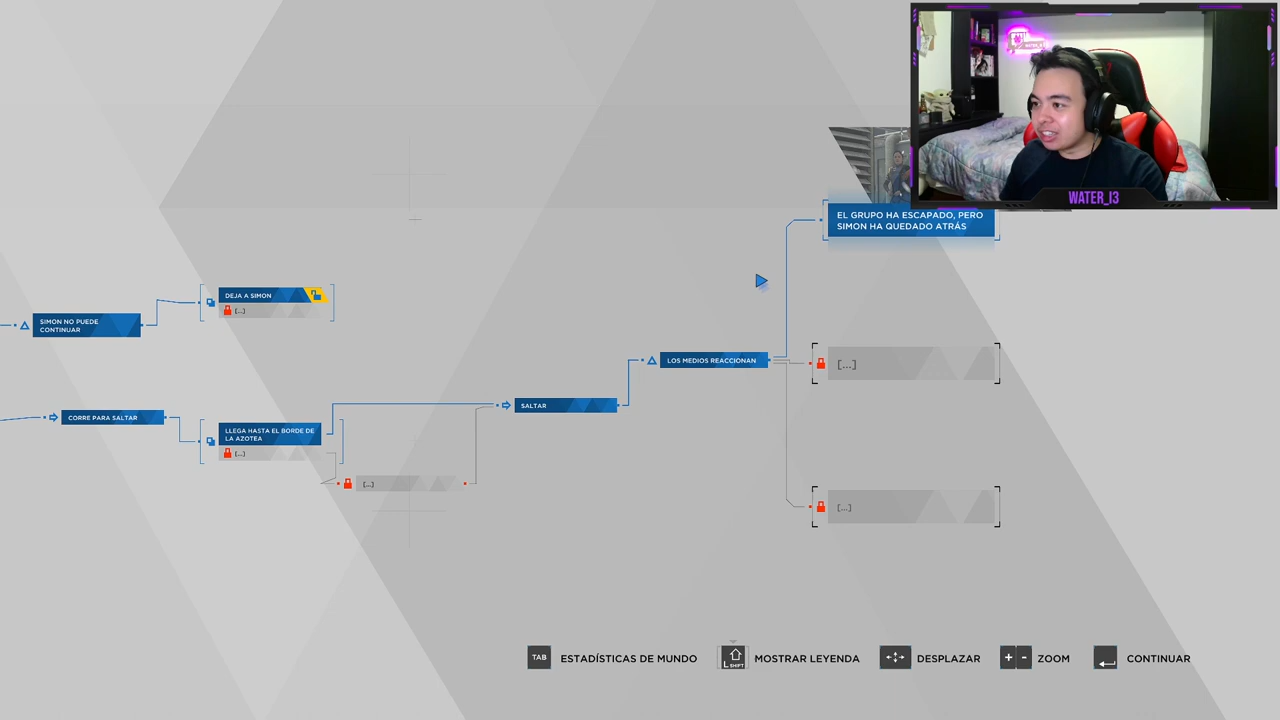 WATER_I3
EL GRUPO HA ESCAPADO, PERO
SIMON HA QUEDADO ATRÁS
DEJA A SIMON
[...]
SIMON NO PUEDE
CONTINUAR
LOS MEDIOS REACCIONAN
[...]
CORRE PARA SALTAR
SALTAR
LLEGA HASTA EL BORDE DE
LA AZOTEA
[...]
[...]
[...]
TAB ESTADÍSTICAS DE MUNDO
L SHIFT MOSTRAR LEYENDA
DESPLAZAR
+ - ZOOM
CONTINUAR